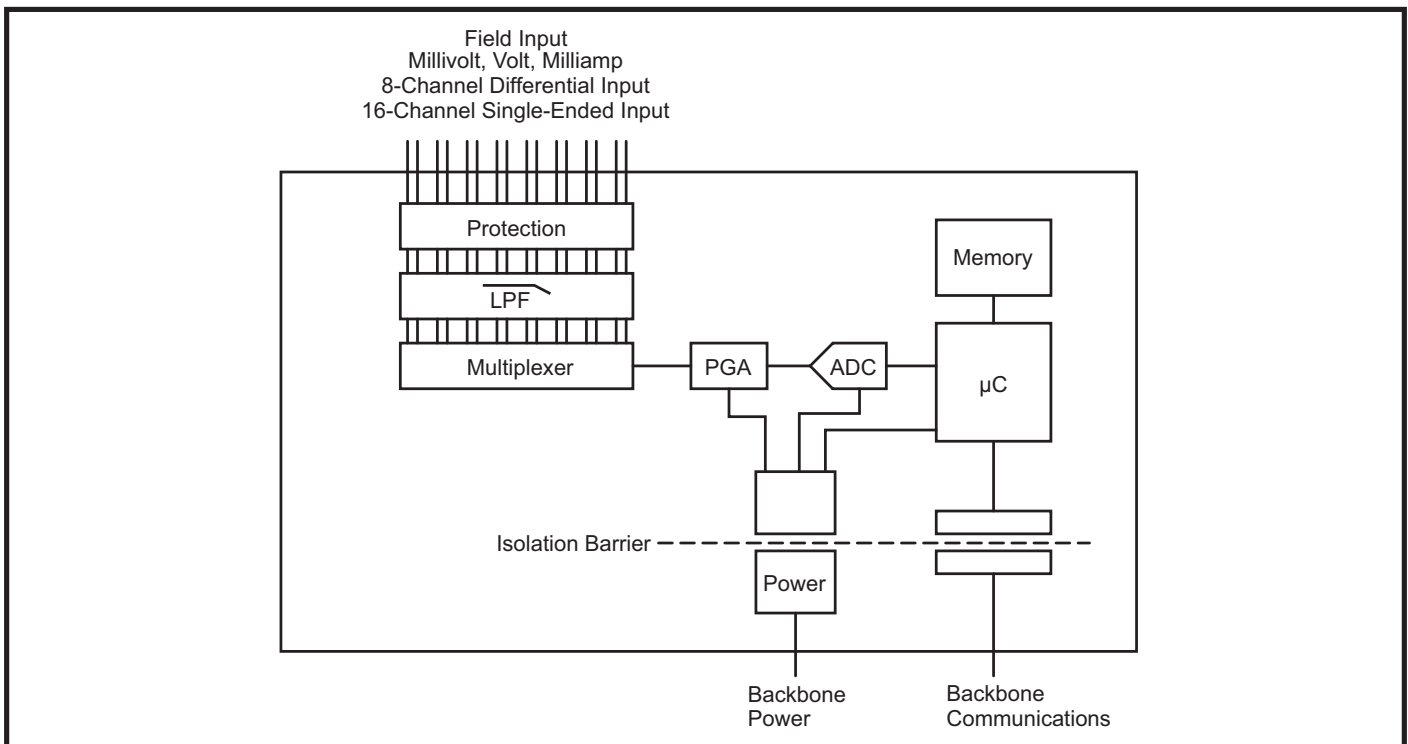 Field Input
Millivolt, Volt, Milliamp
8-Channel Differential Input
16-Channel Single-Ended Input
Protection
LPF
Multiplexer
PGA
ADC
Memory
µC
Isolation Barrier
Power
Backbone
Power
Backbone
Communications